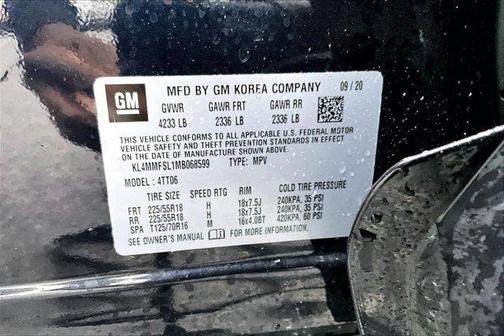 GM MFD BY GM KOREA COMPANY 09/20
GVWR GAWR FRT GAWR RR
4233 LB 2336 LB 2336 LB
THIS VEHICLE CONFORMS TO ALL APPLICABLE U.S. FEDERAL MOTOR
VEHICLE SAFETY AND THEFT PREVENTION STANDARDS IN EFFECT
ON THE DATE OF MANUFACTURE SHOWN ABOVE.
KL4MMFSL1MB068599 TYPE: MPV
MODEL: 4TT06
TIRE SIZE SPEED RTG RIM COLD TIRE PRESSURE
FRT 225/55R18 H 18x7.5J 240KPA, 35 PSI
RR 225/55R18 H 18x7.5J 240KPA, 35 PSI
SPA T125/70R16 M 16x4.0BT 420KPA, 60 PSI
SEE OWNER'S MANUAL FOR MORE INFORMATION.